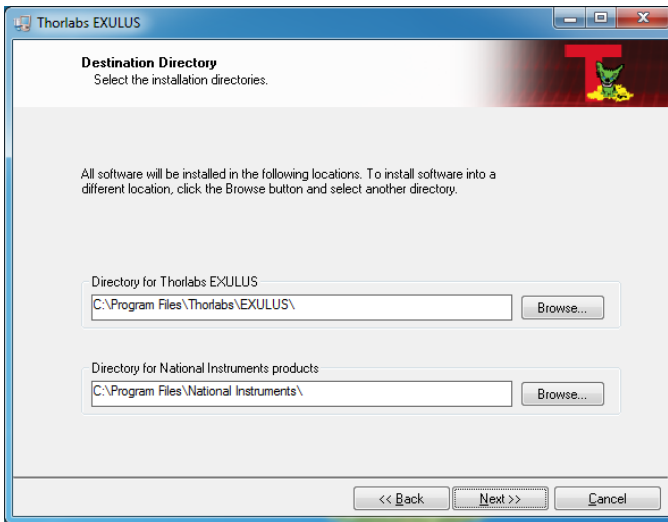 Thorlabs EXULUS
Destination Directory
Select the installation directories.
All software will be installed in the following locations. To install software into a
different location, click the Browse button and select another directory.
Directory for Thorlabs EXULUS
C:\Program Files\Thorlabs\EXULUS\
Browse...
Directory for National Instruments products
C:\Program Files\National Instruments\
Browse...
<< Back
Next >>
Cancel